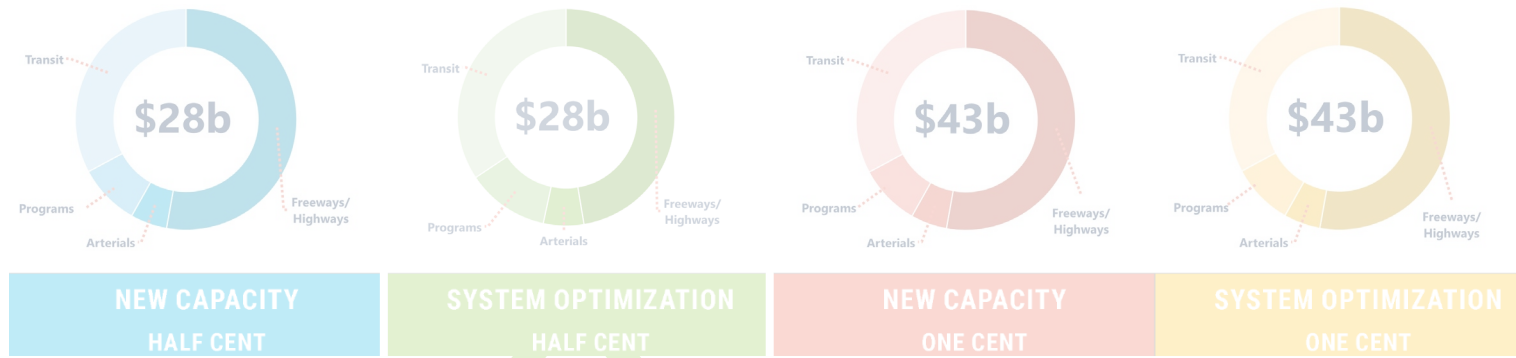 Transit
$28b
Programs
Arterials
Freeways/
Highways
NEW CAPACITY
HALF CENT
Transit
$28b
Programs
Arterials
Freeways/
Highways
SYSTEM OPTIMIZATION
HALF CENT
Transit
$43b
Programs
Arterials
Freeways/
Highways
NEW CAPACITY
ONE CENT
Transit
$43b
Programs
Arterials
Freeways/
Highways
SYSTEM OPTIMIZATION
ONE CENT